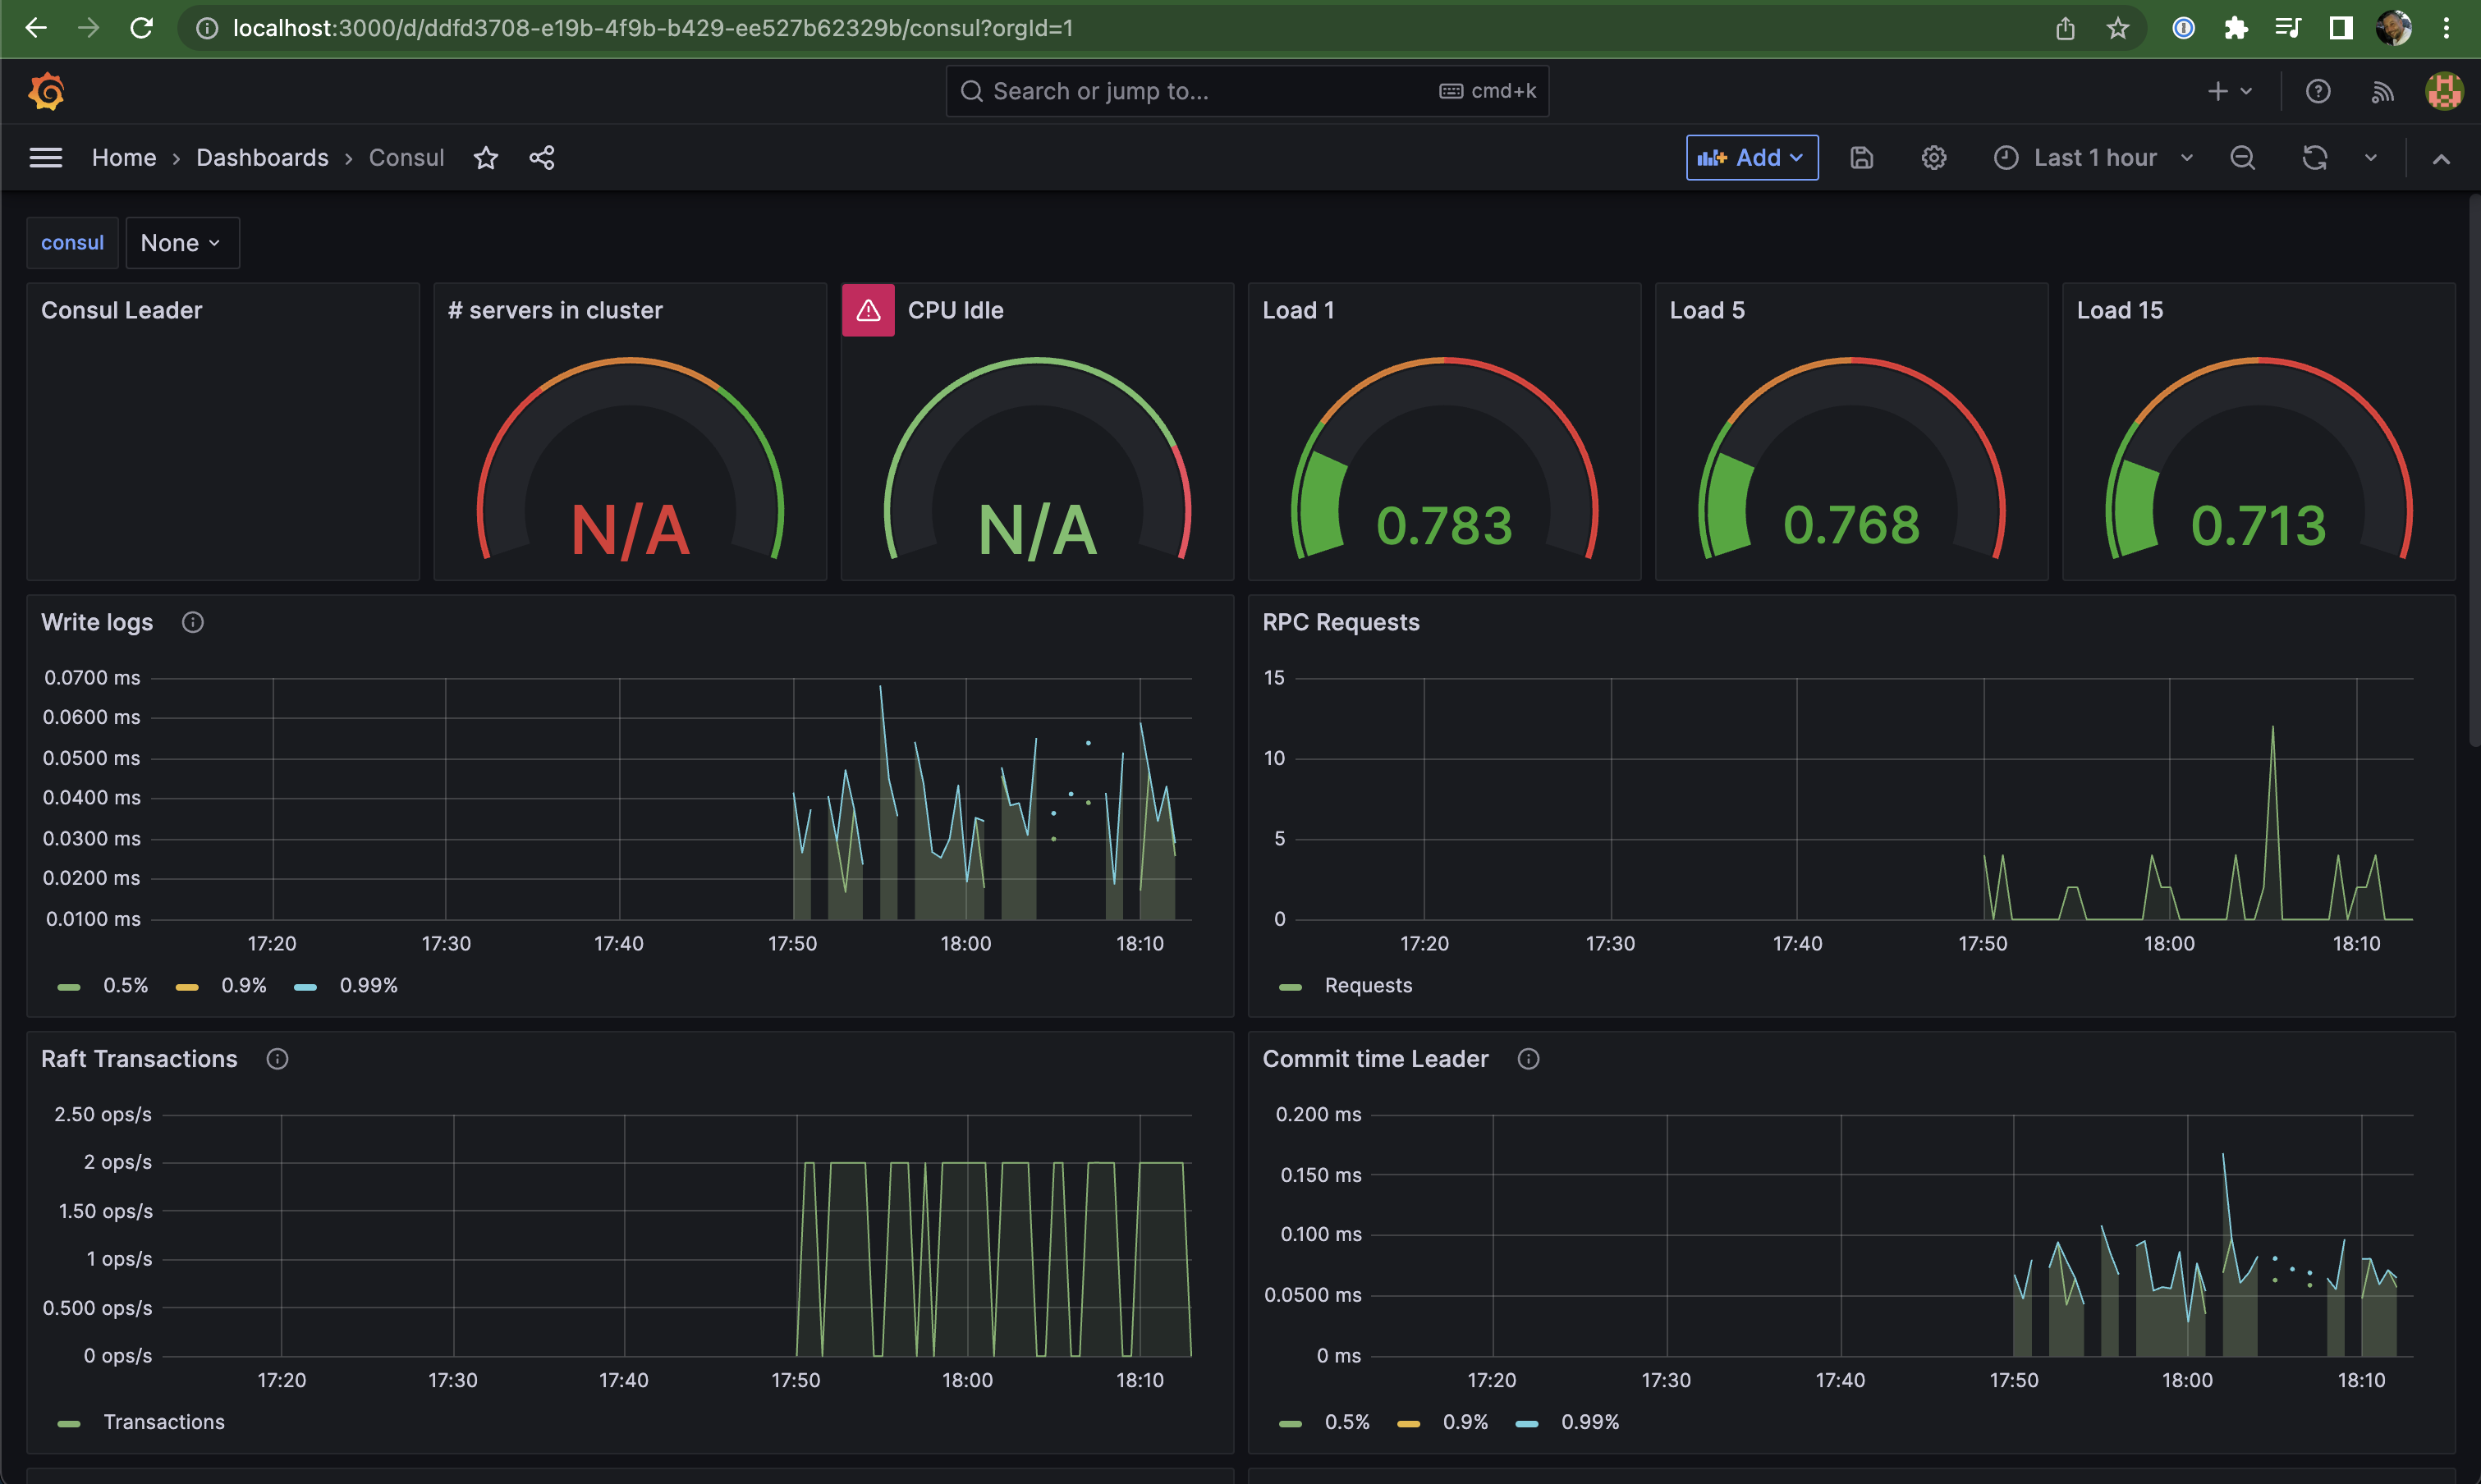 localhost:3000/d/ddfd3708-e19b-4f9b-b429-ee527b62329b/consul?orgId=1
Search or jump to...
cmd+k
Home › Dashboards › Consul
Add
Last 1 hour
consul
None
Consul Leader
# servers in cluster
N/A
CPU Idle
N/A
Load 1
0.783
Load 5
0.768
Load 15
0.713
Write logs
0.0700 ms
0.0600 ms
0.0500 ms
0.0400 ms
0.0300 ms
0.0200 ms
0.0100 ms
17:20 17:30 17:40 17:50 18:00 18:10
0.5% 0.9% 0.99%
RPC Requests
15
10
5
0
17:20 17:30 17:40 17:50 18:00 18:10
Requests
Raft Transactions
2.50 ops/s
2 ops/s
1.50 ops/s
1 ops/s
0.500 ops/s
0 ops/s
17:20 17:30 17:40 17:50 18:00 18:10
Transactions
Commit time Leader
0.200 ms
0.150 ms
0.100 ms
0.0500 ms
0 ms
17:20 17:30 17:40 17:50 18:00 18:10
0.5% 0.9% 0.99%